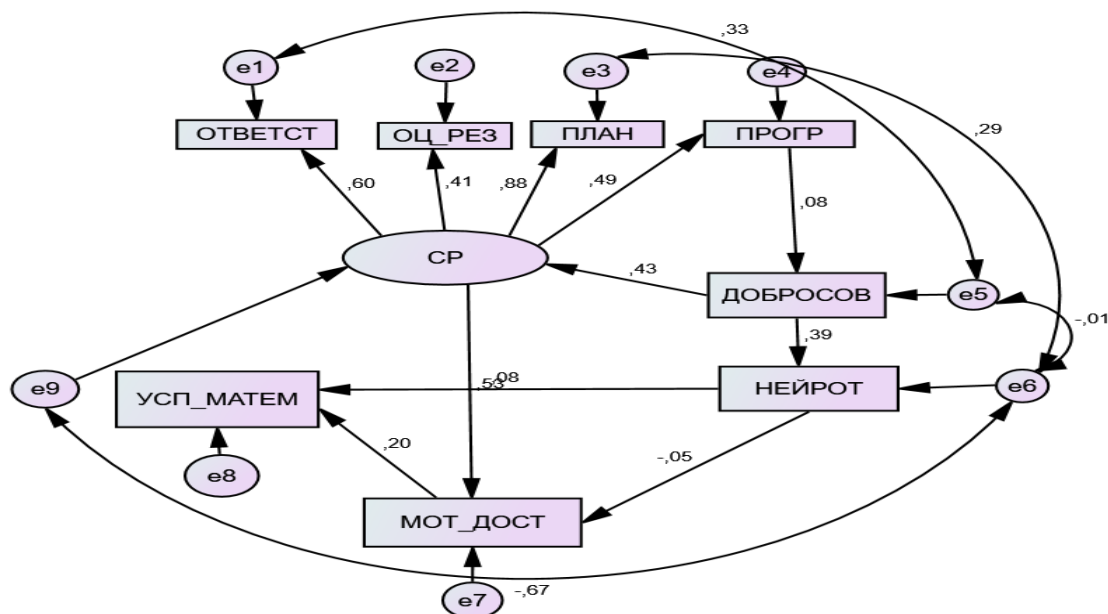 ,33
e1
e2
e3
e4
ОТВЕТСТ
ОЦ_РЕЗ
ПЛАН
ПРОГР
,29
,60
,41
,88
,49
,08
СР
,43
ДОБРОСОВ
e5
-,01
,39
e9
УСП_МАТЕМ
,53
,08
НЕЙРОТ
e6
,20
-,05
e8
МОТ_ДОСТ
e7
-,67